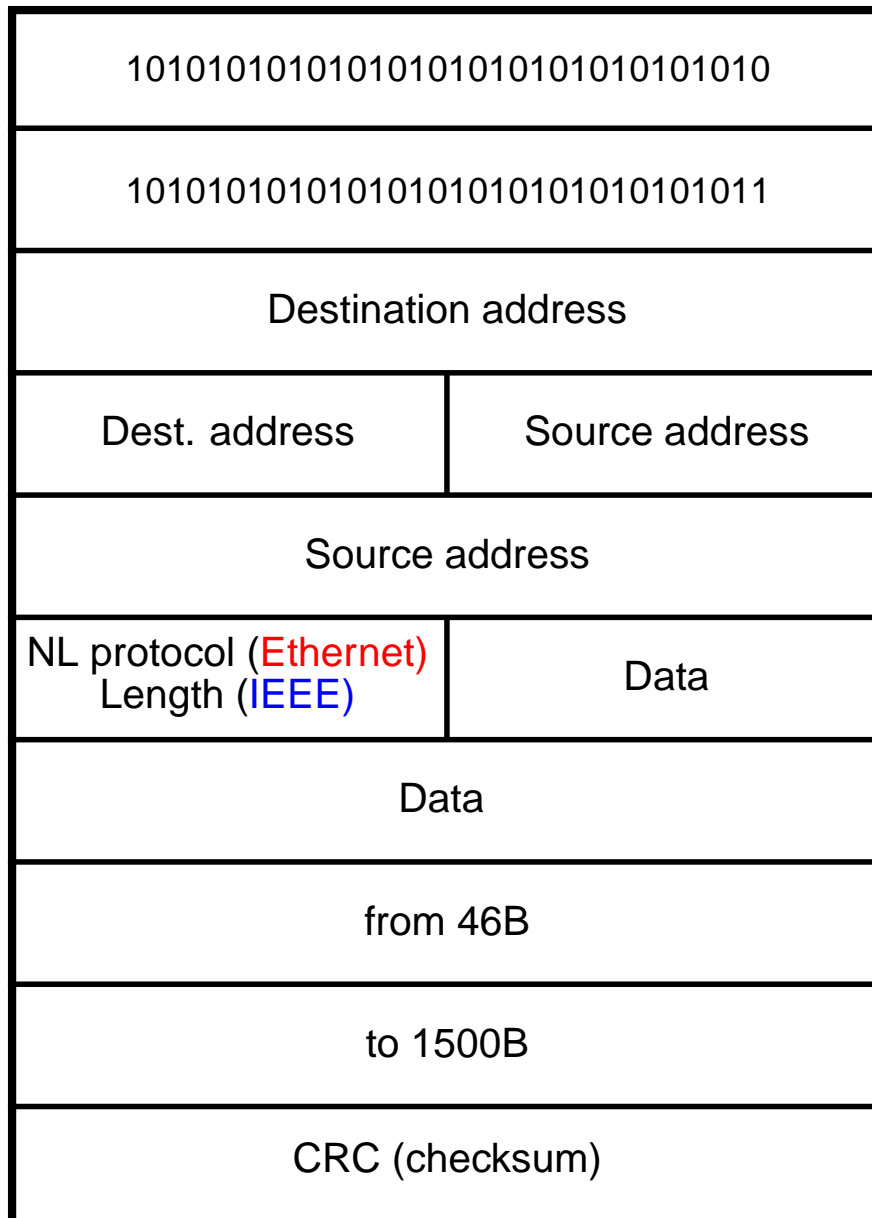 10101010101010101010101010101010
10101010101010101010101010101011
Destination address
Dest. address
Source address
Source address
NL protocol (Ethernet)
Length (IEEE)
Data
Data
from 46B
to 1500B
CRC (checksum)